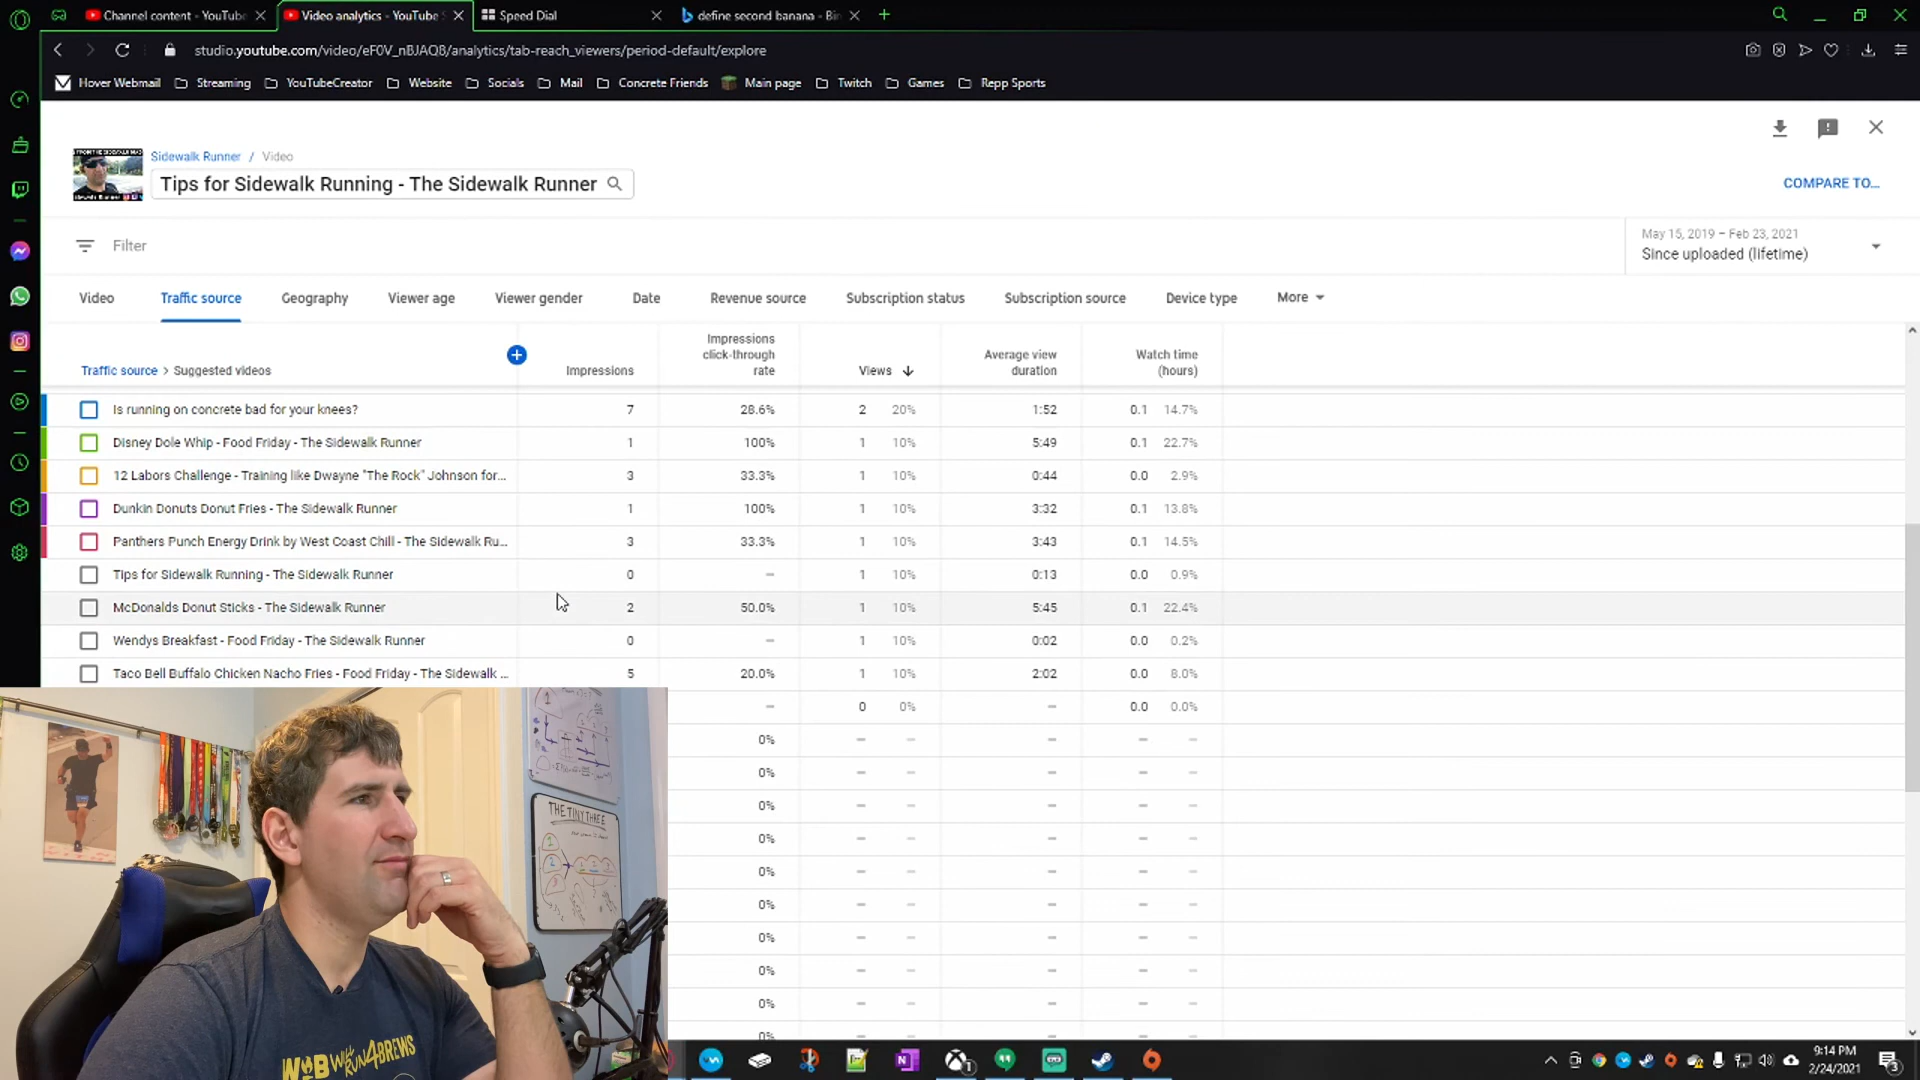 Channel content - YouTube
Video analytics - YouTube S
Speed Dial
define second banana - Bin
studio.youtube.com/video/eF0V_nBJAQ8/analytics/tab-reach_viewers/period-default/explore
Hover Webmail Streaming YouTubeCreator Website Socials Mail Concrete Friends Main page Twitch Games Repp Sports
Sidewalk Runner / Video
Tips for Sidewalk Running - The Sidewalk Runner
COMPARE TO...
Filter
May 15, 2019 – Feb 23, 2021
Since uploaded (lifetime)
Video Traffic source Geography Viewer age Viewer gender Date Revenue source Subscription status Subscription source Device type More
Traffic source > Suggested videos
Impressions
Impressions
click-through
rate
Views
Average view
duration
Watch time
(hours)
Is running on concrete bad for your knees? 7 28.6% 2 20% 1:52 0.1 14.7%
Disney Dole Whip - Food Friday - The Sidewalk Runner 1 100% 1 10% 5:49 0.1 22.7%
12 Labors Challenge - Training like Dwayne "The Rock" Johnson for... 3 33.3% 1 10% 0:44 0.0 2.9%
Dunkin Donuts Donut Fries - The Sidewalk Runner 1 100% 1 10% 3:32 0.1 13.8%
Panthers Punch Energy Drink by West Coast Chill - The Sidewalk Ru... 3 33.3% 1 10% 3:43 0.1 14.5%
Tips for Sidewalk Running - The Sidewalk Runner 0 – 1 10% 0:13 0.0 0.9%
McDonalds Donut Sticks - The Sidewalk Runner 2 50.0% 1 10% 5:45 0.1 22.4%
Wendys Breakfast - Food Friday - The Sidewalk Runner 0 – 1 10% 0:02 0.0 0.2%
Taco Bell Buffalo Chicken Nacho Fries - Food Friday - The Sidewalk ... 5 20.0% 1 10% 2:02 0.0 8.0%
– 0 0% – 0.0 0.0%
0% – – – – –
0% – – – – –
0% – – – – –
0% – – – – –
0% – – – – –
0% – – – – –
0% – – – – –
0% – – – – –
0% – – – – –
0%
THE TINY THREE
WILL
RUN4BREWS
9:14 PM
2/24/2021